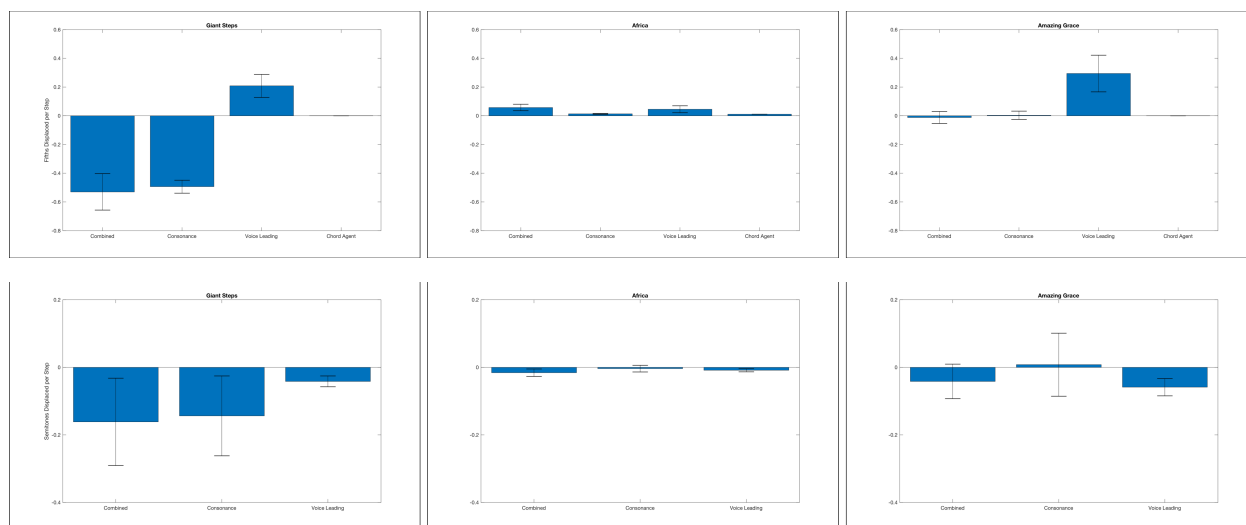 Giant Steps
Fifths Displaced per Step
0.6
0.4
0.2
0
-0.2
-0.4
-0.6
-0.8
Combined Consonance Voice Leading Chord Agent
Africa
0.6
0.4
0.2
0
-0.2
-0.4
-0.6
-0.8
Combined Consonance Voice Leading Chord Agent
Amazing Grace
0.6
0.4
0.2
0
-0.2
-0.4
-0.6
-0.8
Combined Consonance Voice Leading Chord Agent
Giant Steps
Semitones Displaced per Step
0.2
0
-0.2
-0.4
Combined Consonance Voice Leading
Africa
0.2
0
-0.2
-0.4
Combined Consonance Voice Leading
Amazing Grace
0.2
0
-0.2
-0.4
Combined Consonance Voice Leading